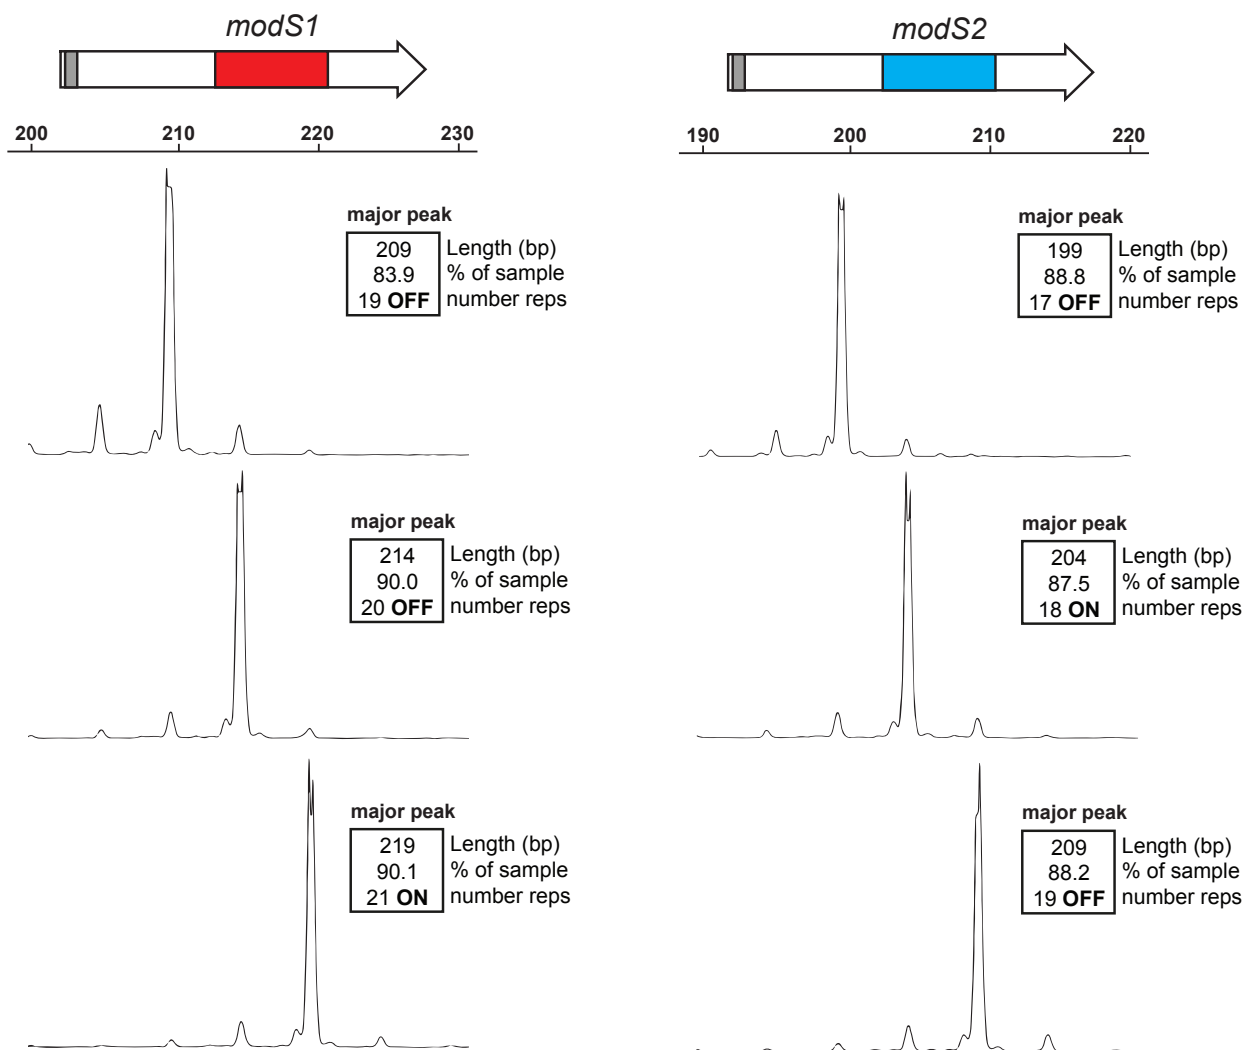 modS1
200 210 220 230
major peak
209 Length (bp)
83.9 % of sample
19 OFF number reps
major peak
214 Length (bp)
90.0 % of sample
20 OFF number reps
major peak
219 Length (bp)
90.1 % of sample
21 ON number reps
modS2
190 200 210 220
major peak
199 Length (bp)
88.8 % of sample
17 OFF number reps
major peak
204 Length (bp)
87.5 % of sample
18 ON number reps
major peak
209 Length (bp)
88.2 % of sample
19 OFF number reps